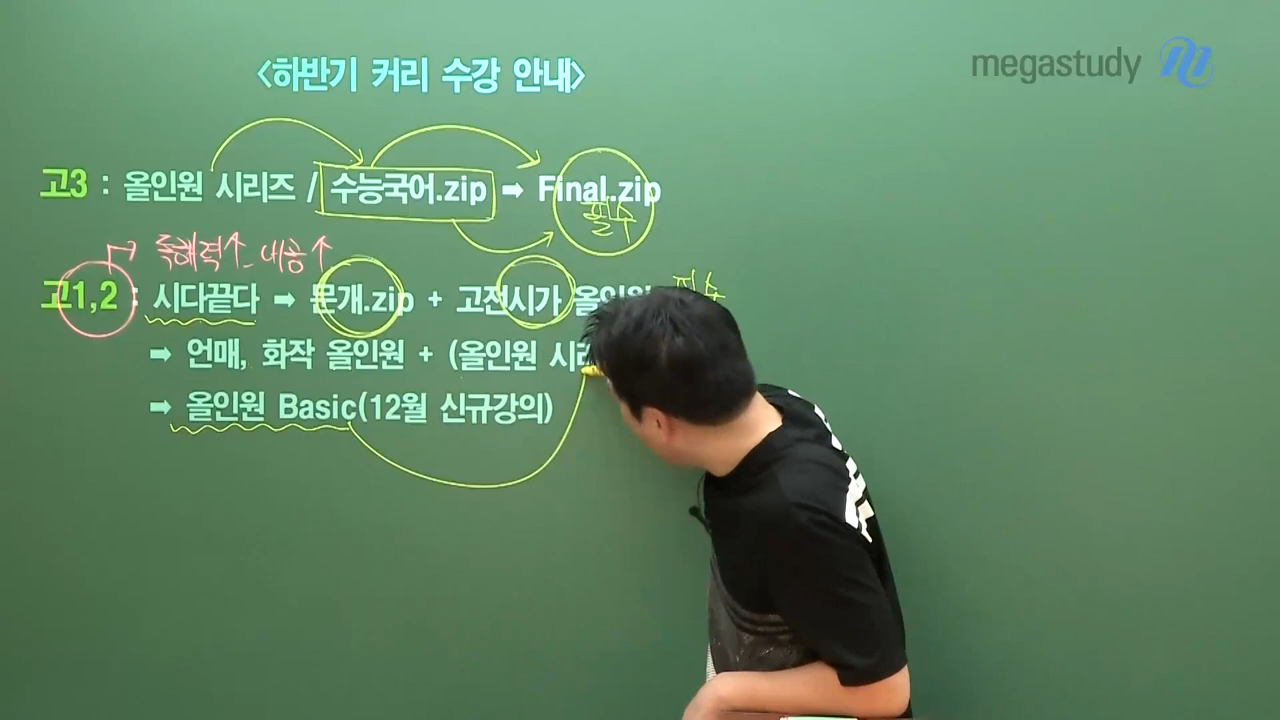 <하반기 커리 수강 안내>
megastudy
고3 : 올인원 시리즈 / 수능국어.zip ➡ Final.zip
필수
독해력↑ 내공↑
고1,2 : 시다끝다 ➡ 문개.zip + 고전시가 올인원
필수
➡ 언매, 화작 올인원 + (올인원 시리
➡ 올인원 Basic(12월 신규강의)